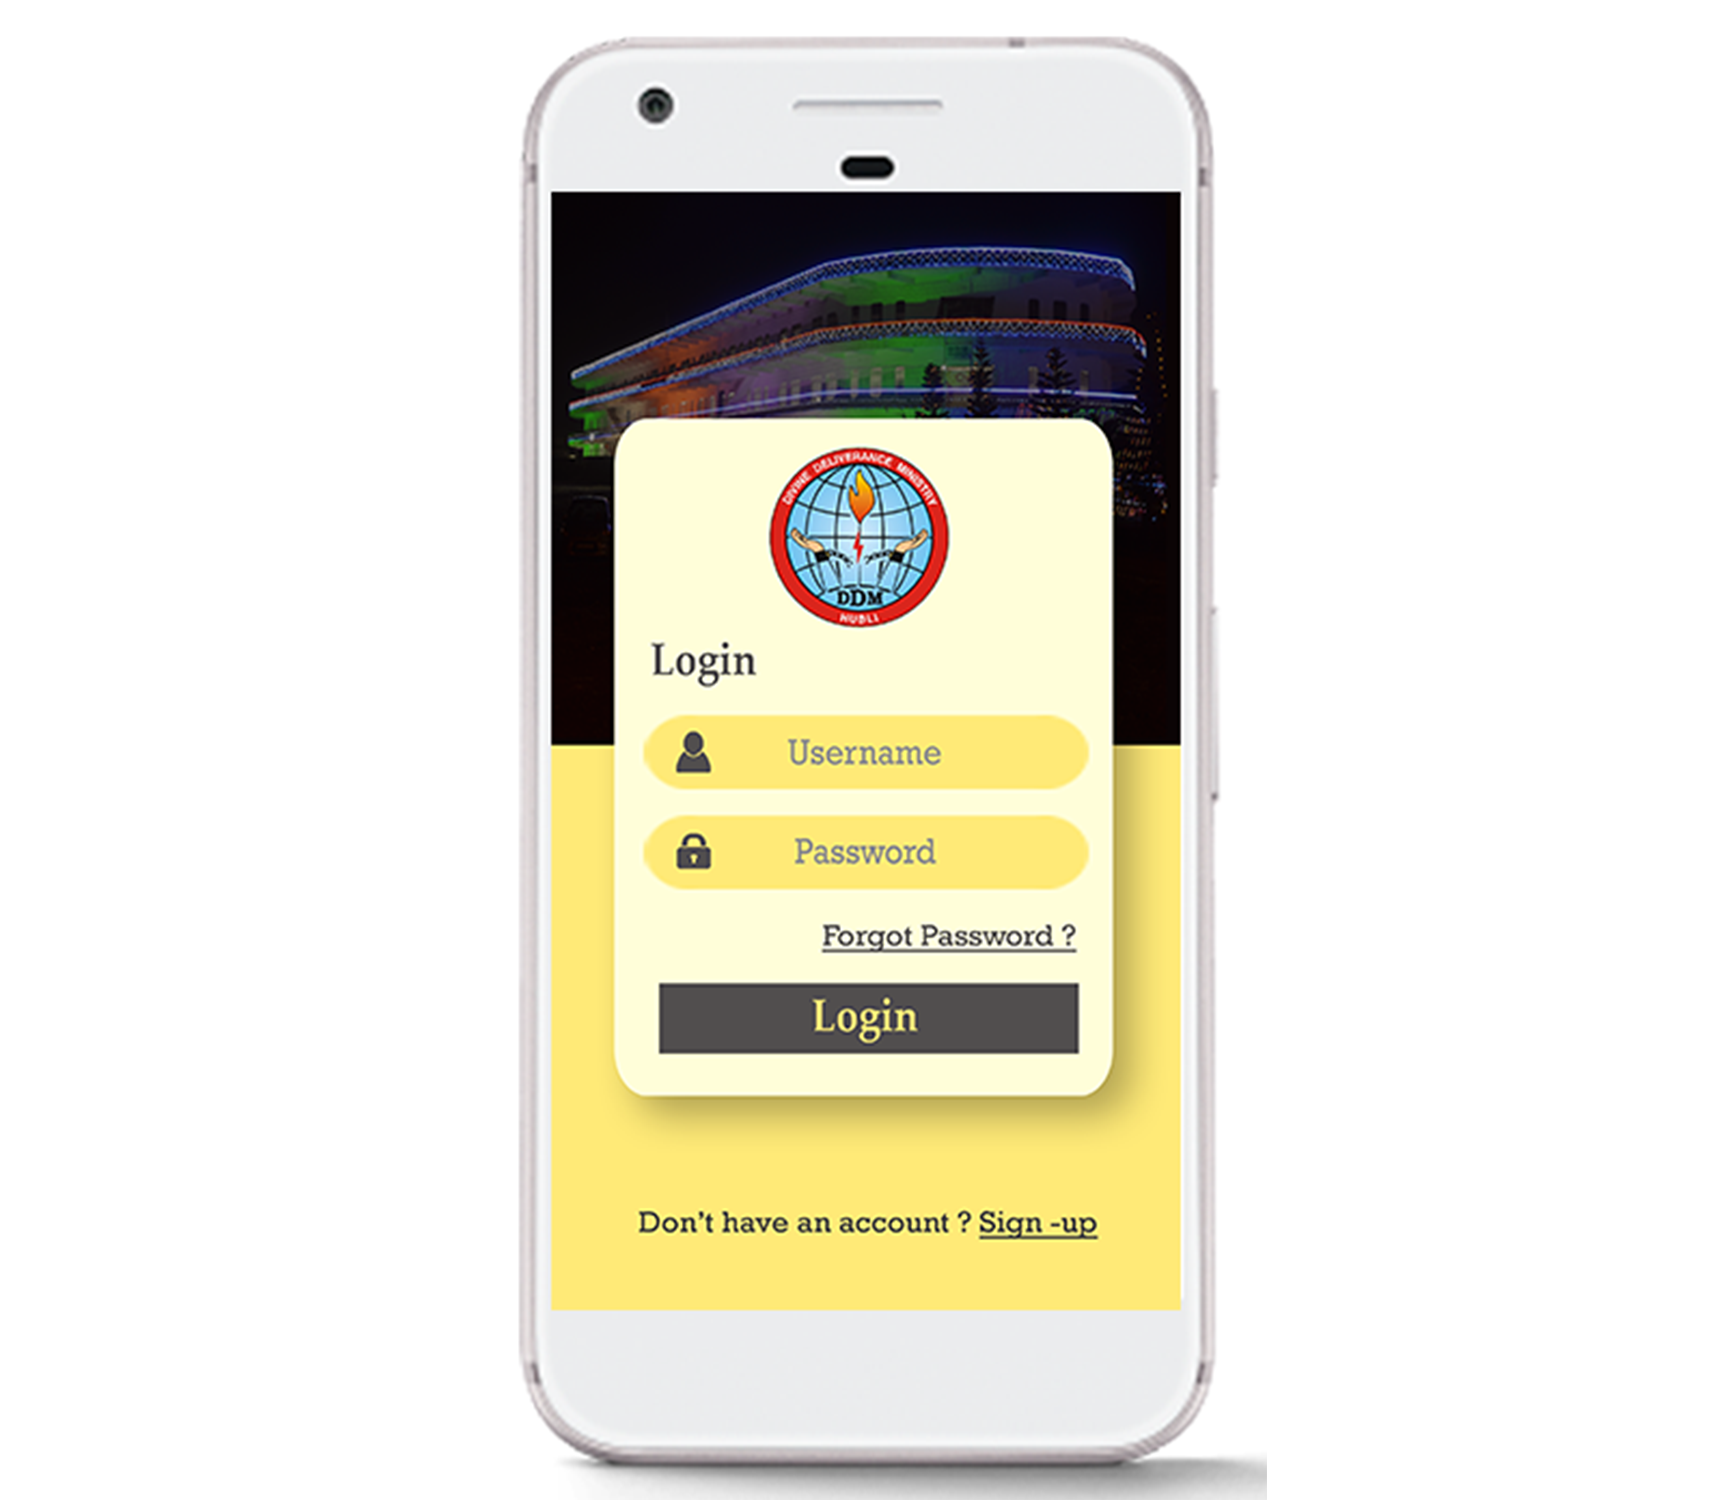 DIVINE DELIVERANCE MINISTRY
DDM
HUBLI
Login
Username
Password
Forgot Password ?
Login
Don't have an account ? Sign -up